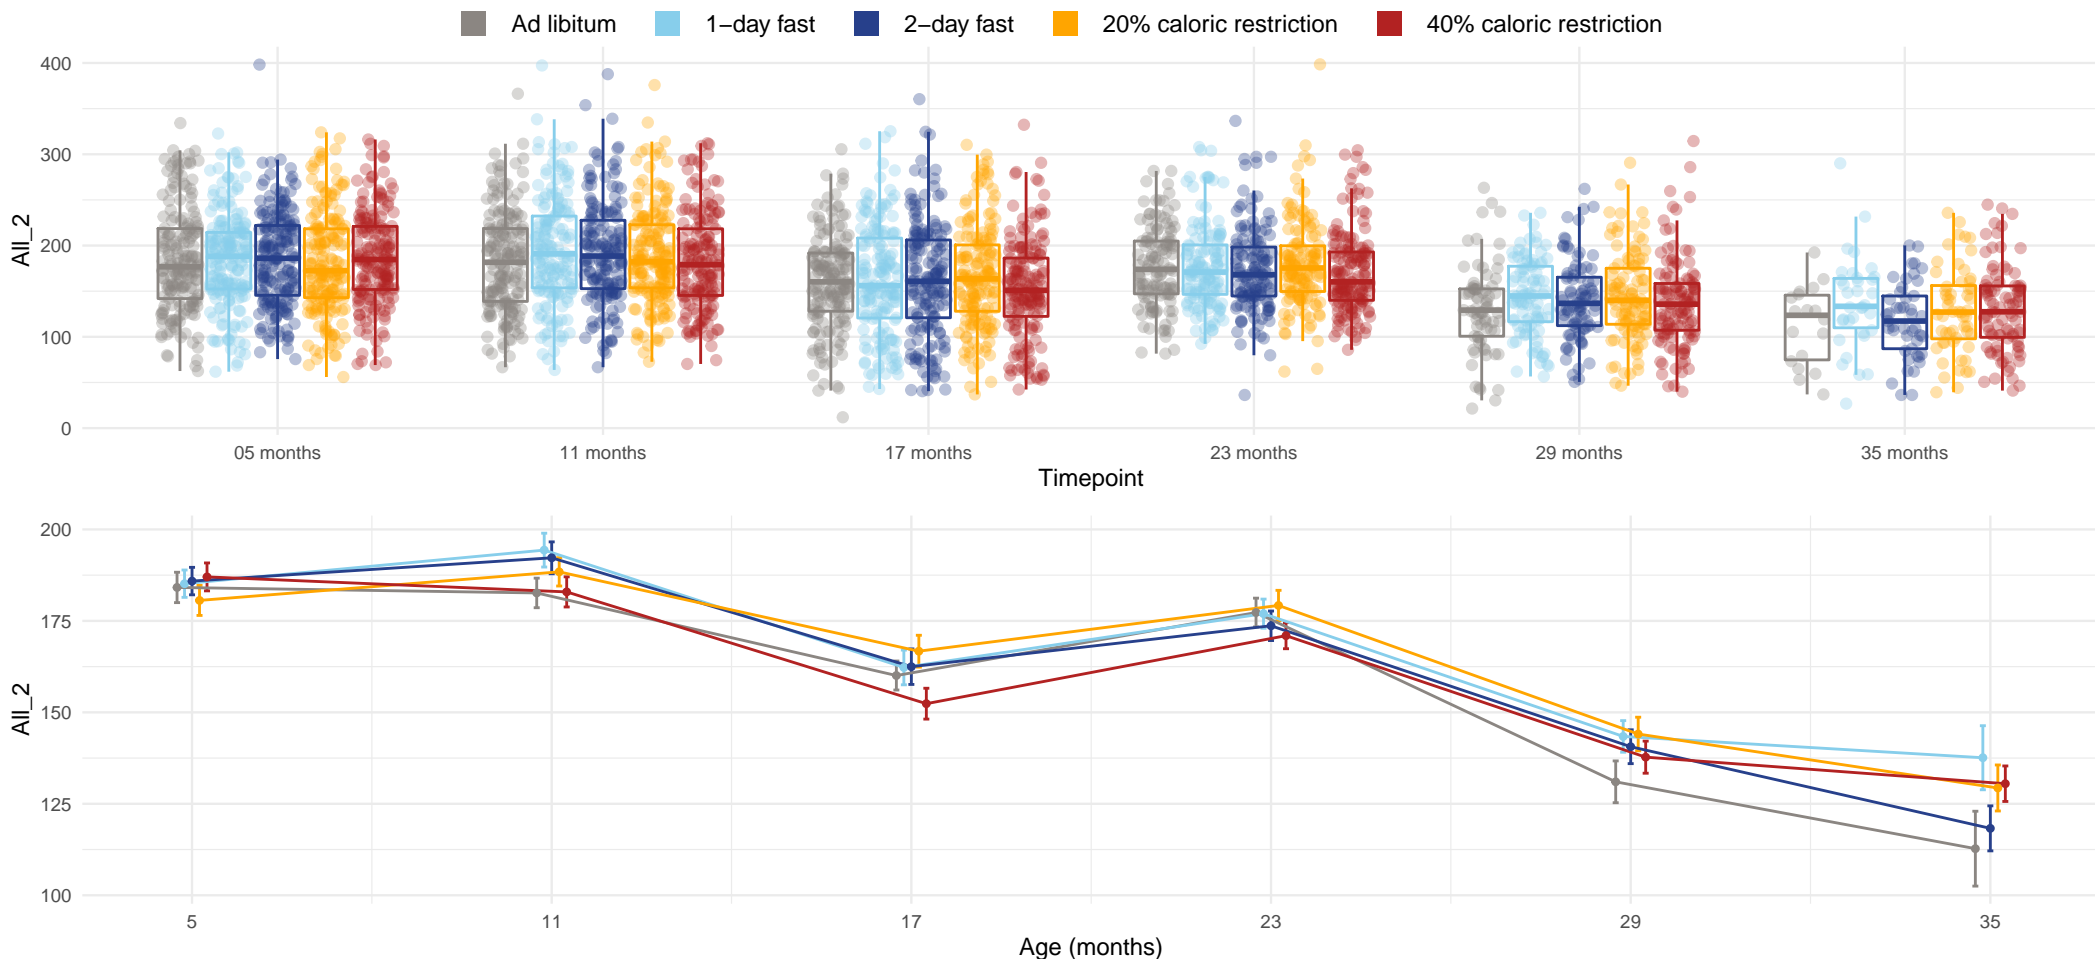 Ad libitum 1−day fast 2−day fast 20% caloric restriction 40% caloric restriction
400
300
200
100
0
All_2
05 months 11 months 17 months 23 months 29 months 35 months
Timepoint
200
175
150
125
100
All_2
5 11 17 23 29 35
Age (months)